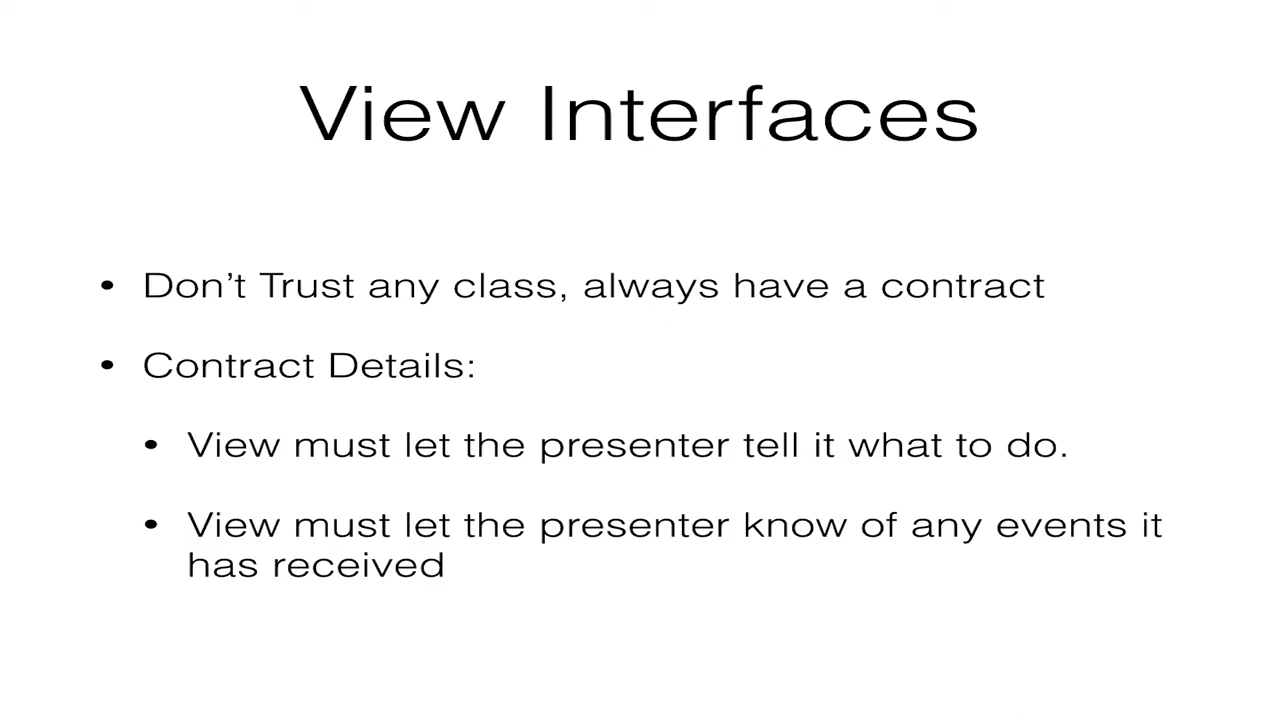 View Interfaces
• Don’t Trust any class, always have a contract
• Contract Details:
• View must let the presenter tell it what to do.
• View must let the presenter know of any events it
has received